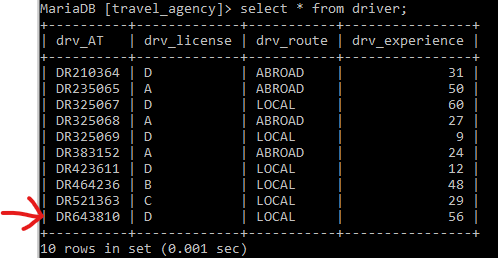 MariaDB [travel_agency]> select * from driver;
+----------+-------------+-----------+----------------+
| drv_AT | drv_license | drv_route | drv_experience |
+----------+-------------+-----------+----------------+
| DR210364 | D | ABROAD | 31 |
| DR235065 | A | ABROAD | 50 |
| DR325067 | D | LOCAL | 60 |
| DR325068 | A | ABROAD | 27 |
| DR325069 | D | LOCAL | 9 |
| DR383152 | A | ABROAD | 24 |
| DR423611 | D | LOCAL | 12 |
| DR464236 | B | LOCAL | 48 |
| DR521363 | C | LOCAL | 29 |
| DR643810 | D | LOCAL | 56 |
+----------+-------------+-----------+----------------+
10 rows in set (0.001 sec)